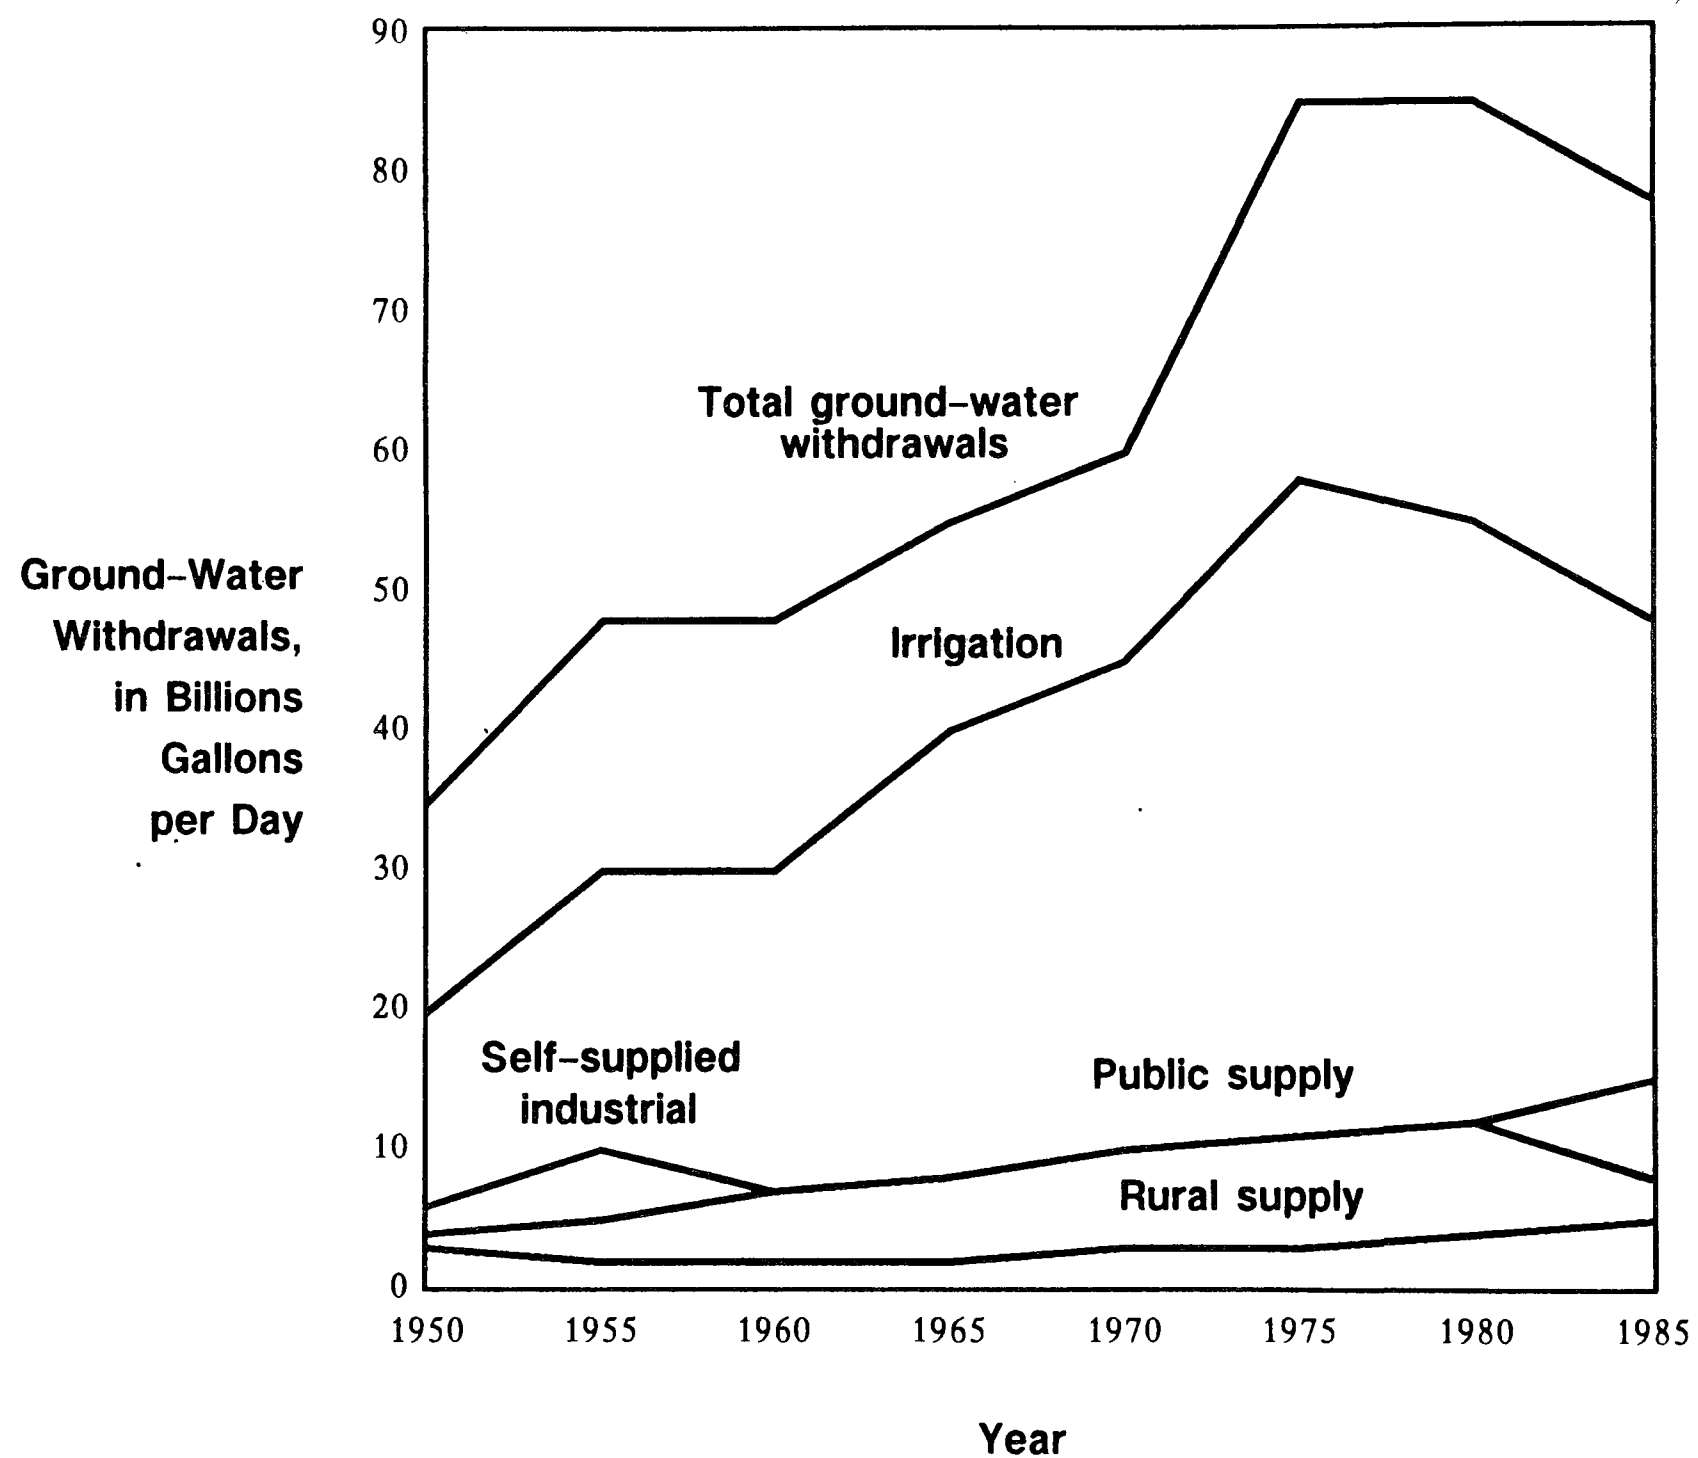 90
80
70
60
50
40
30
20
10
0
Ground–Water
Withdrawals,
in Billions
Gallons
per Day
Total ground–water
withdrawals
Irrigation
Self–supplied
industrial
Public supply
Rural supply
1950 1955 1960 1965 1970 1975 1980 1985
Year